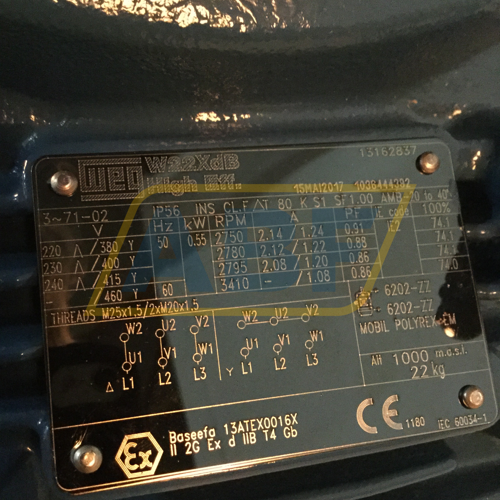 13162837
WEG W22XdB
High Eff.
15MAI2017
3~71-02 IP56 INS CL.F ΔT 80 K S1 SF1.00 AMB
V Hz kW RPM A PF IE code 100%
220 Δ / 380 Y 50 0.55 2750 2.14 / 1.24 0.91 IE2
230 Δ / 400 Y 2780 2.12 / 1.22 0.88
240 Δ / 415 Y 2795 2.08 / 1.20 0.86
- / 460 Y 60 3410 - / 1.08 0.86
THREADS M25x1.5/2xM20x1.5
W2 U2 V2 W2 U2 V2
U1 V1 W1 U1 V1 W1
Δ L1 L2 L3 Y L1 L2 L3
6202-ZZ
6202-ZZ
MOBIL POLYREX-EM
Alt 1000 m.a.s.l.
22 kg
Ex
Baseefa 13ATEX0016X
II 2G Ex d IIB T4 Gb
CE 1180 IEC 60034-1